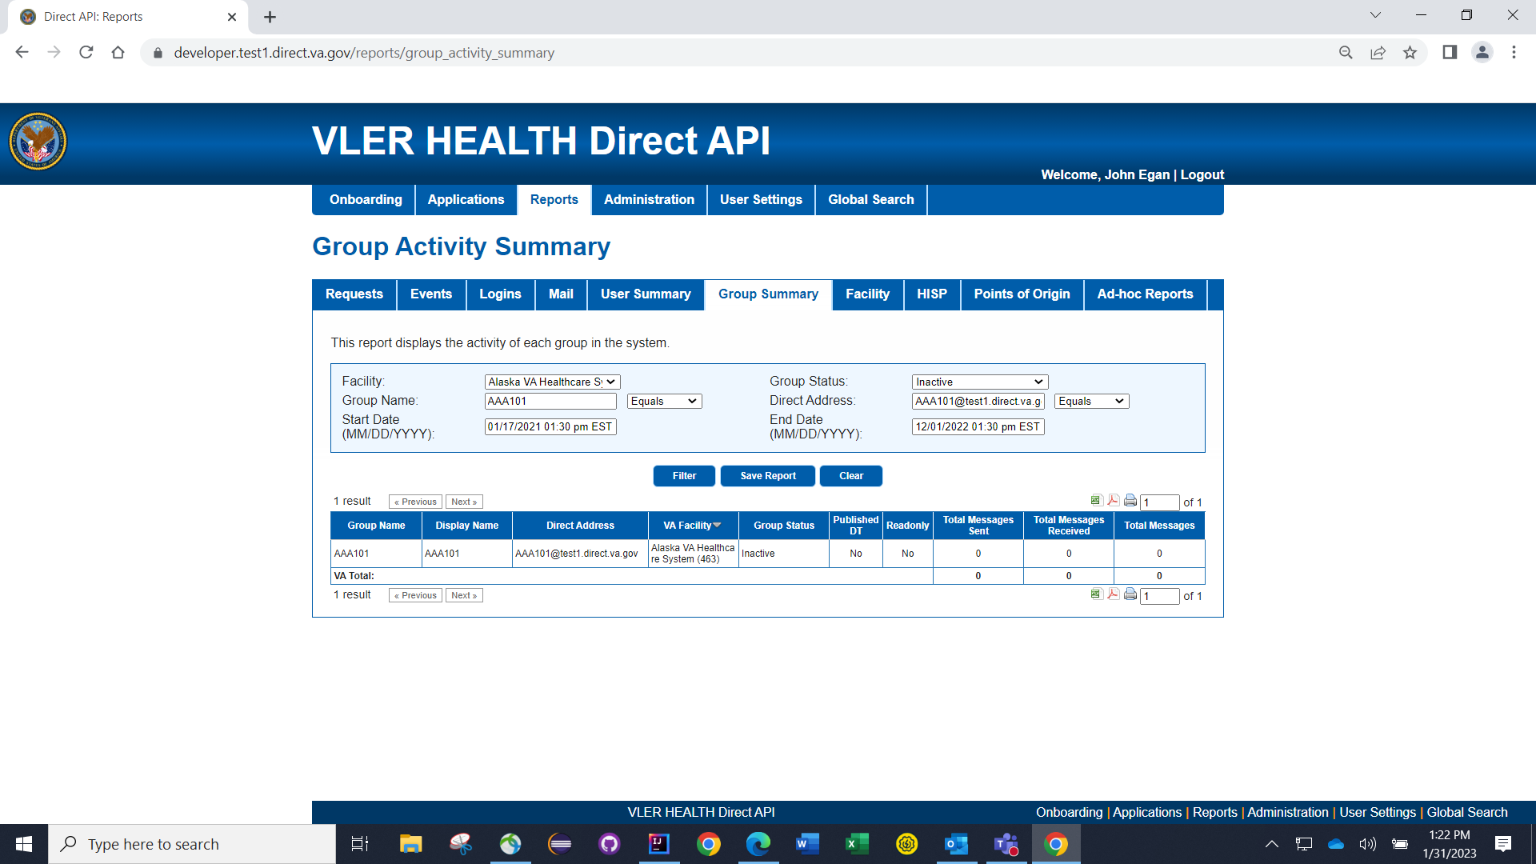 Direct API: Reports
developer.test1.direct.va.gov/reports/group_activity_summary
VLER HEALTH Direct API
Welcome, John Egan | Logout
Onboarding Applications Reports Administration User Settings Global Search
Group Activity Summary
Requests Events Logins Mail User Summary Group Summary Facility HISP Points of Origin Ad-hoc Reports
This report displays the activity of each group in the system.
Facility: Alaska VA Healthcare Sy Group Status: Inactive
Group Name: AAA101 Equals Direct Address: AAA101@test1.direct.va.g Equals
Start Date (MM/DD/YYYY): 01/17/2021 01:30 pm EST End Date (MM/DD/YYYY): 12/01/2022 01:30 pm EST
Filter Save Report Clear
1 result « Previous Next » 1 of 1
Group Name Display Name Direct Address VA Facility Group Status Published DT Readonly Total Messages Sent Total Messages Received Total Messages
AAA101 AAA101 AAA101@test1.direct.va.gov Alaska VA Healthca re System (463) Inactive No No 0 0 0
VA Total: 0 0 0
1 result « Previous Next » 1 of 1
VLER HEALTH Direct API Onboarding | Applications | Reports | Administration | User Settings | Global Search
Type here to search
1:22 PM
1/31/2023